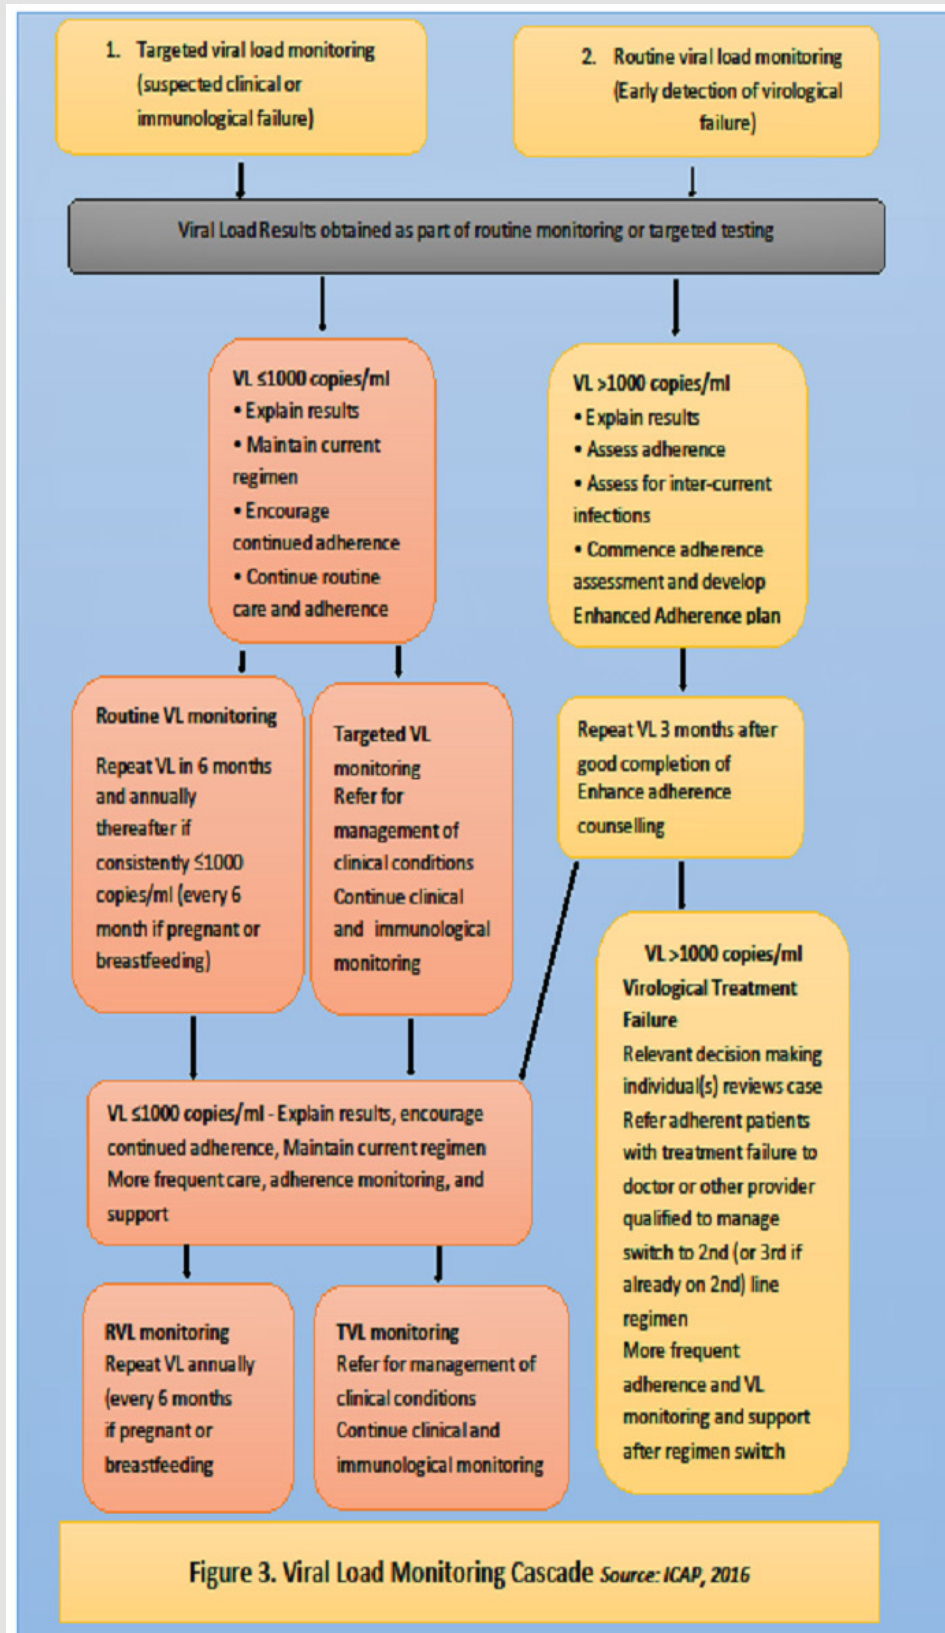 1. Targeted viral load monitoring
(suspected clinical or
immunological failure)
2. Routine viral load monitoring
(Early detection of virological
failure)
Viral Load Results obtained as part of routine monitoring or targeted testing
VL ≤1000 copies/ml
• Explain results
• Maintain current
regimen
• Encourage
continued adherence
• Continue routine
care and adherence
VL >1000 copies/ml
• Explain results
• Assess adherence
• Assess for inter-current
infections
• Commence adherence
assessment and develop
Enhanced Adherence plan
Routine VL monitoring
Repeat VL in 6 months
and annually
thereafter if
consistently ≤1000
copies/ml (every 6
month if pregnant or
breastfeeding)
Targeted VL
monitoring
Refer for
management of
clinical conditions
Continue clinical
and immunological
monitoring
Repeat VL 3 months after
good completion of
Enhance adherence
counselling
VL >1000 copies/ml
Virological Treatment
Failure
Relevant decision making
individual(s) reviews case
Refer adherent patients
with treatment failure to
doctor or other provider
qualified to manage
switch to 2nd (or 3rd if
already on 2nd) line
regimen
More frequent
adherence and VL
monitoring and support
after regimen switch
VL ≤1000 copies/ml - Explain results, encourage
continued adherence, Maintain current regimen
More frequent care, adherence monitoring, and
support
RVL monitoring
Repeat VL annually
(every 6 months
if pregnant or
breastfeeding
TVL monitoring
Refer for management of
clinical conditions
Continue clinical and
immunological monitoring
Figure 3. Viral Load Monitoring Cascade Source: ICAP, 2016